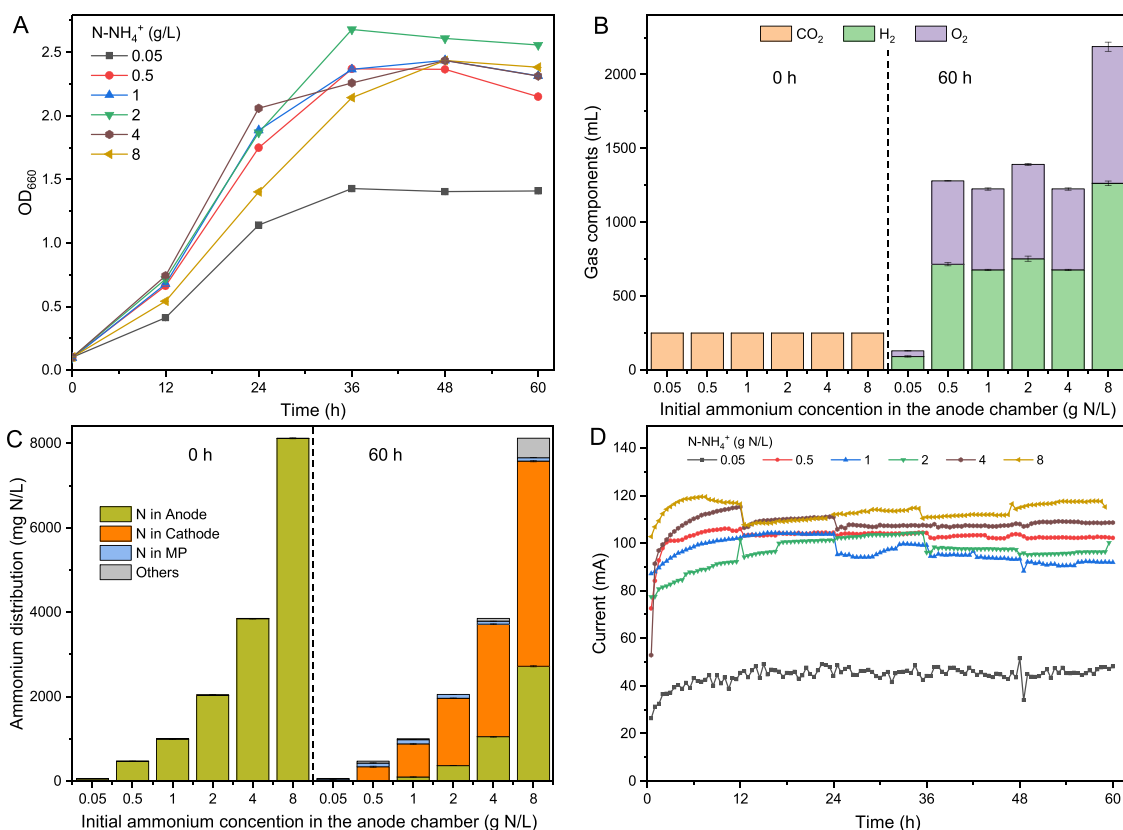 A
N-NH₄⁺ (g/L)
0.05
0.5
1
2
4
8
OD₆₆₀
2.5
2.0
1.5
1.0
0.5
0.0
0 12 24 36 48 60
Time (h)
B
CO₂ H₂ O₂
0 h 60 h
Gas components (mL)
2000
1500
1000
500
0
0.05 0.5 1 2 4 8 0.05 0.5 1 2 4 8
Initial ammonium concention in the anode chamber (g N/L)
C
0 h 60 h
N in Anode
N in Cathode
N in MP
Others
Ammonium distribution (mg N/L)
8000
6000
4000
2000
0
0.05 0.5 1 2 4 8 0.05 0.5 1 2 4 8
Initial ammonium concention in the anode chamber (g N/L)
D
N-NH₄⁺ (g N/L)
0.05 0.5 1 2 4 8
Current (mA)
140
120
100
80
60
40
20
0
0 12 24 36 48 60
Time (h)